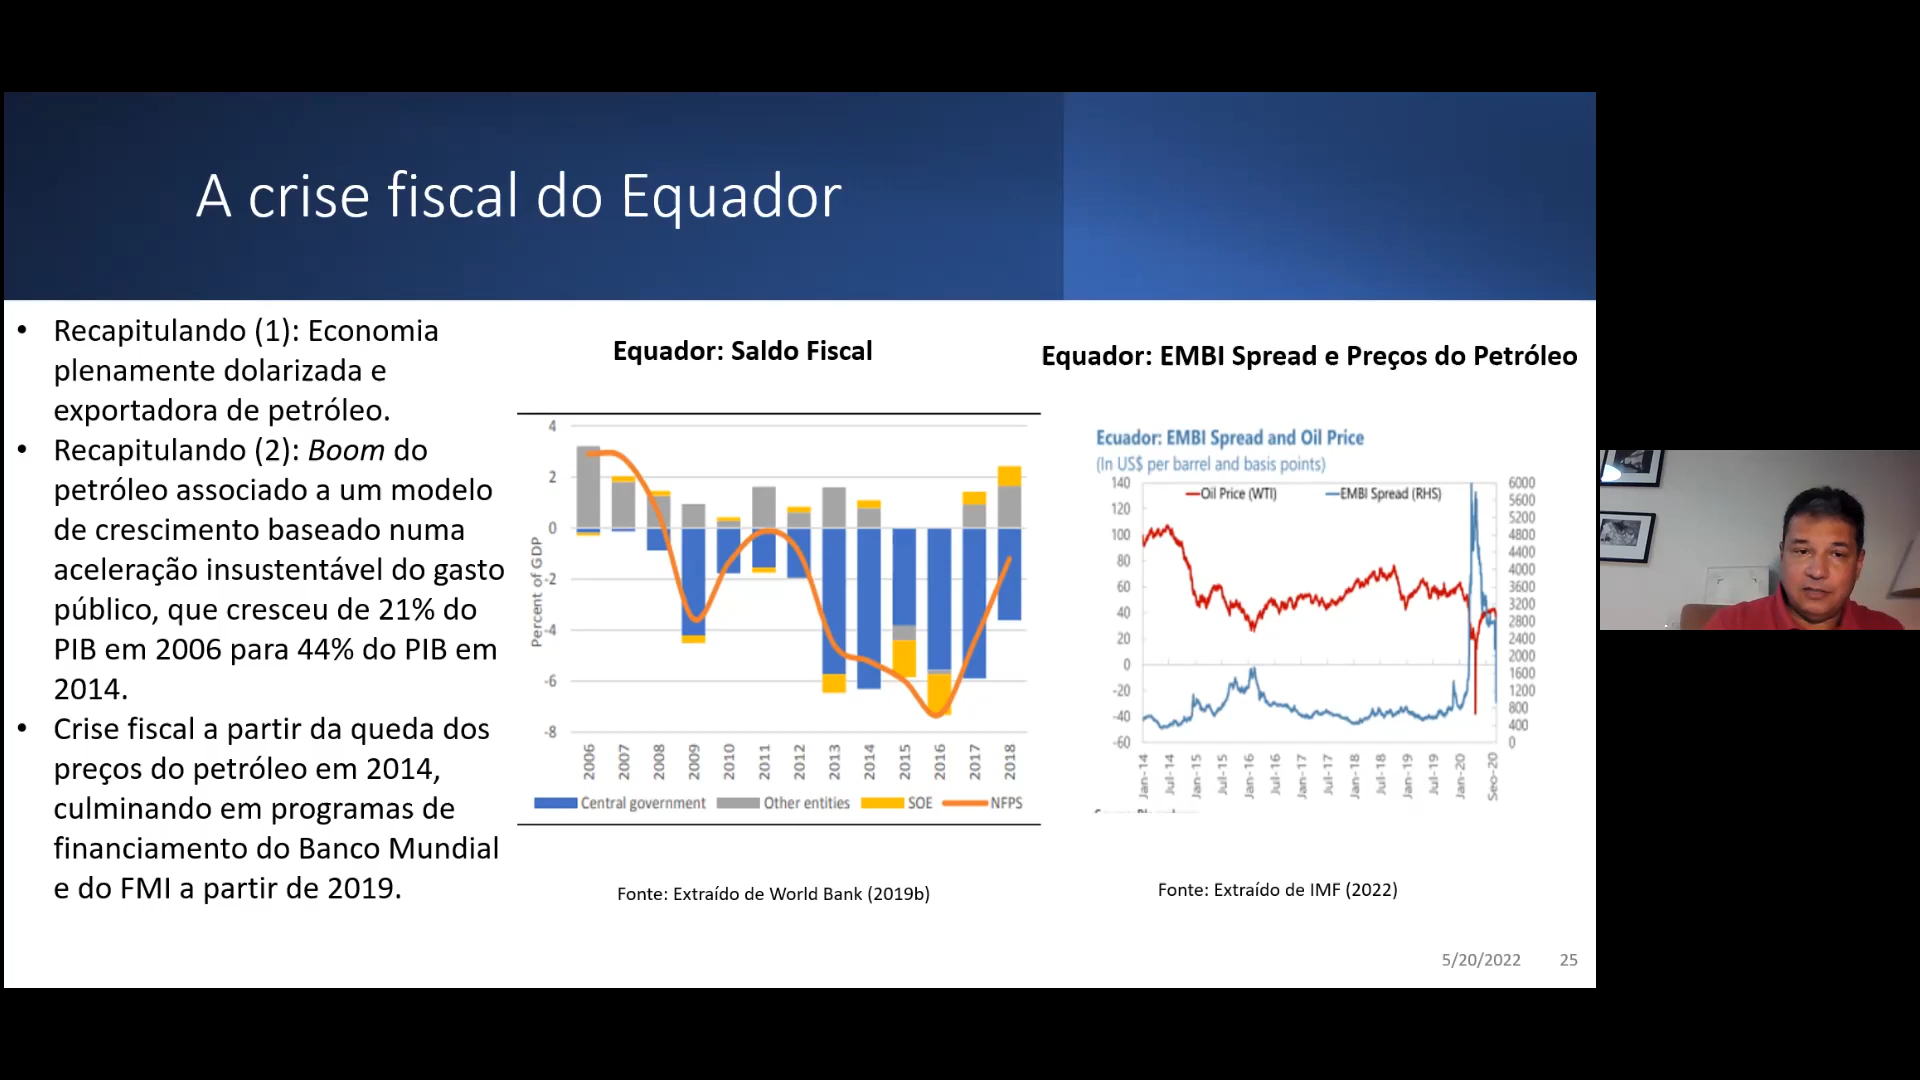 A crise fiscal do Equador
• Recapitulando (1): Economia
plenamente dolarizada e
exportadora de petróleo.
• Recapitulando (2): Boom do
petróleo associado a um modelo
de crescimento baseado numa
aceleração insustentável do gasto
público, que cresceu de 21% do
PIB em 2006 para 44% do PIB em
2014.
• Crise fiscal a partir da queda dos
preços do petróleo em 2014,
culminando em programas de
financiamento do Banco Mundial
e do FMI a partir de 2019.
Equador: Saldo Fiscal
Percent of GDP
4
2
0
-2
-4
-6
-8
2006 2007 2008 2009 2010 2011 2012 2013 2014 2015 2016 2017 2018
Central government Other entities SOE NFPS
Fonte: Extraído de World Bank (2019b)
Equador: EMBI Spread e Preços do Petróleo
Ecuador: EMBI Spread and Oil Price
(In US$ per barrel and basis points)
Oil Price (WTI) EMBI Spread (RHS)
140
120
100
80
60
40
20
0
-20
-40
-60
6000
5600
5200
4800
4400
4000
3600
3200
2800
2400
2000
1600
1200
800
400
0
Jan-14 Jul-14 Jan-15 Jul-15 Jan-16 Jul-16 Jan-17 Jul-17 Jan-18 Jul-18 Jan-19 Jul-19 Jan-20 Sep-20
Fonte: Extraído de IMF (2022)
5/20/2022 25